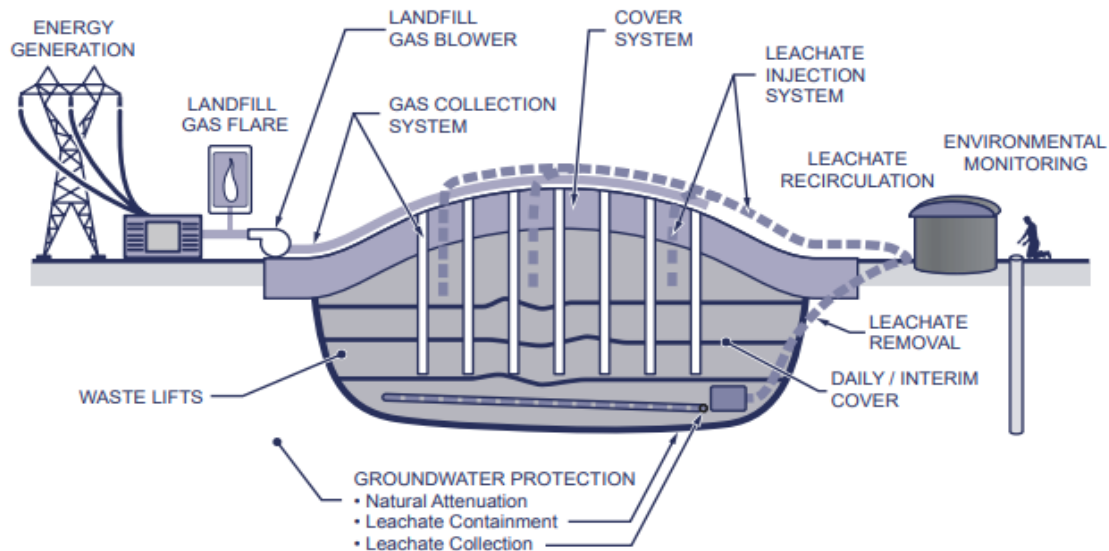 ENERGY
GENERATION
LANDFILL
GAS BLOWER
COVER
SYSTEM
LEACHATE
INJECTION
SYSTEM
LANDFILL
GAS FLARE
GAS COLLECTION
SYSTEM
LEACHATE
RECIRCULATION
ENVIRONMENTAL
MONITORING
LEACHATE
REMOVAL
WASTE LIFTS
DAILY / INTERIM
COVER
GROUNDWATER PROTECTION
• Natural Attenuation
• Leachate Containment
• Leachate Collection